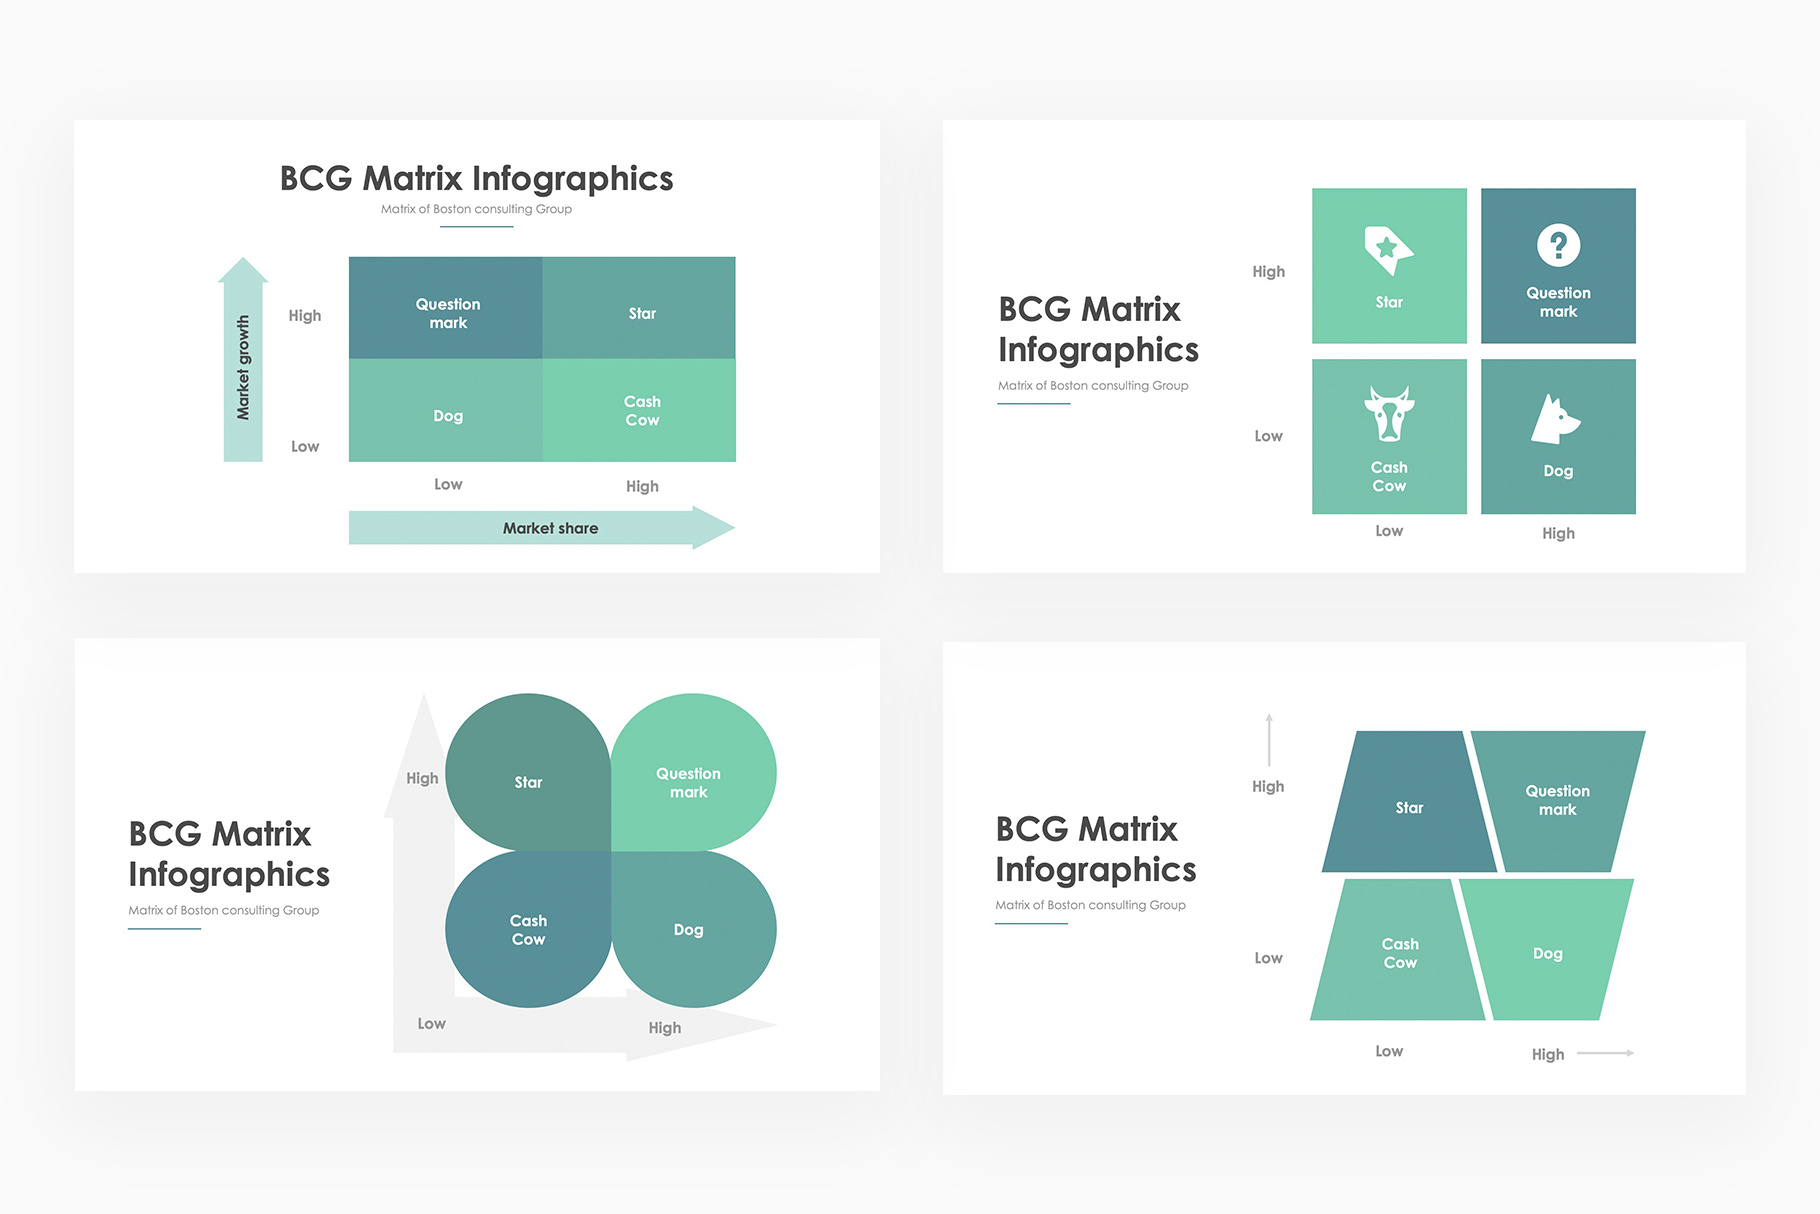 BCG Matrix Infographics
Matrix of Boston consulting Group
Market growth
High
Low
Question
mark
Star
Dog
Cash
Cow
Low
High
Market share
BCG Matrix
Infographics
Matrix of Boston consulting Group
High
Low
Star
Question
mark
Cash
Cow
Dog
Low
High
BCG Matrix
Infographics
Matrix of Boston consulting Group
High
Star
Question
mark
Cash
Cow
Dog
Low
High
BCG Matrix
Infographics
Matrix of Boston consulting Group
High
Low
Star
Question
mark
Cash
Cow
Dog
Low
High